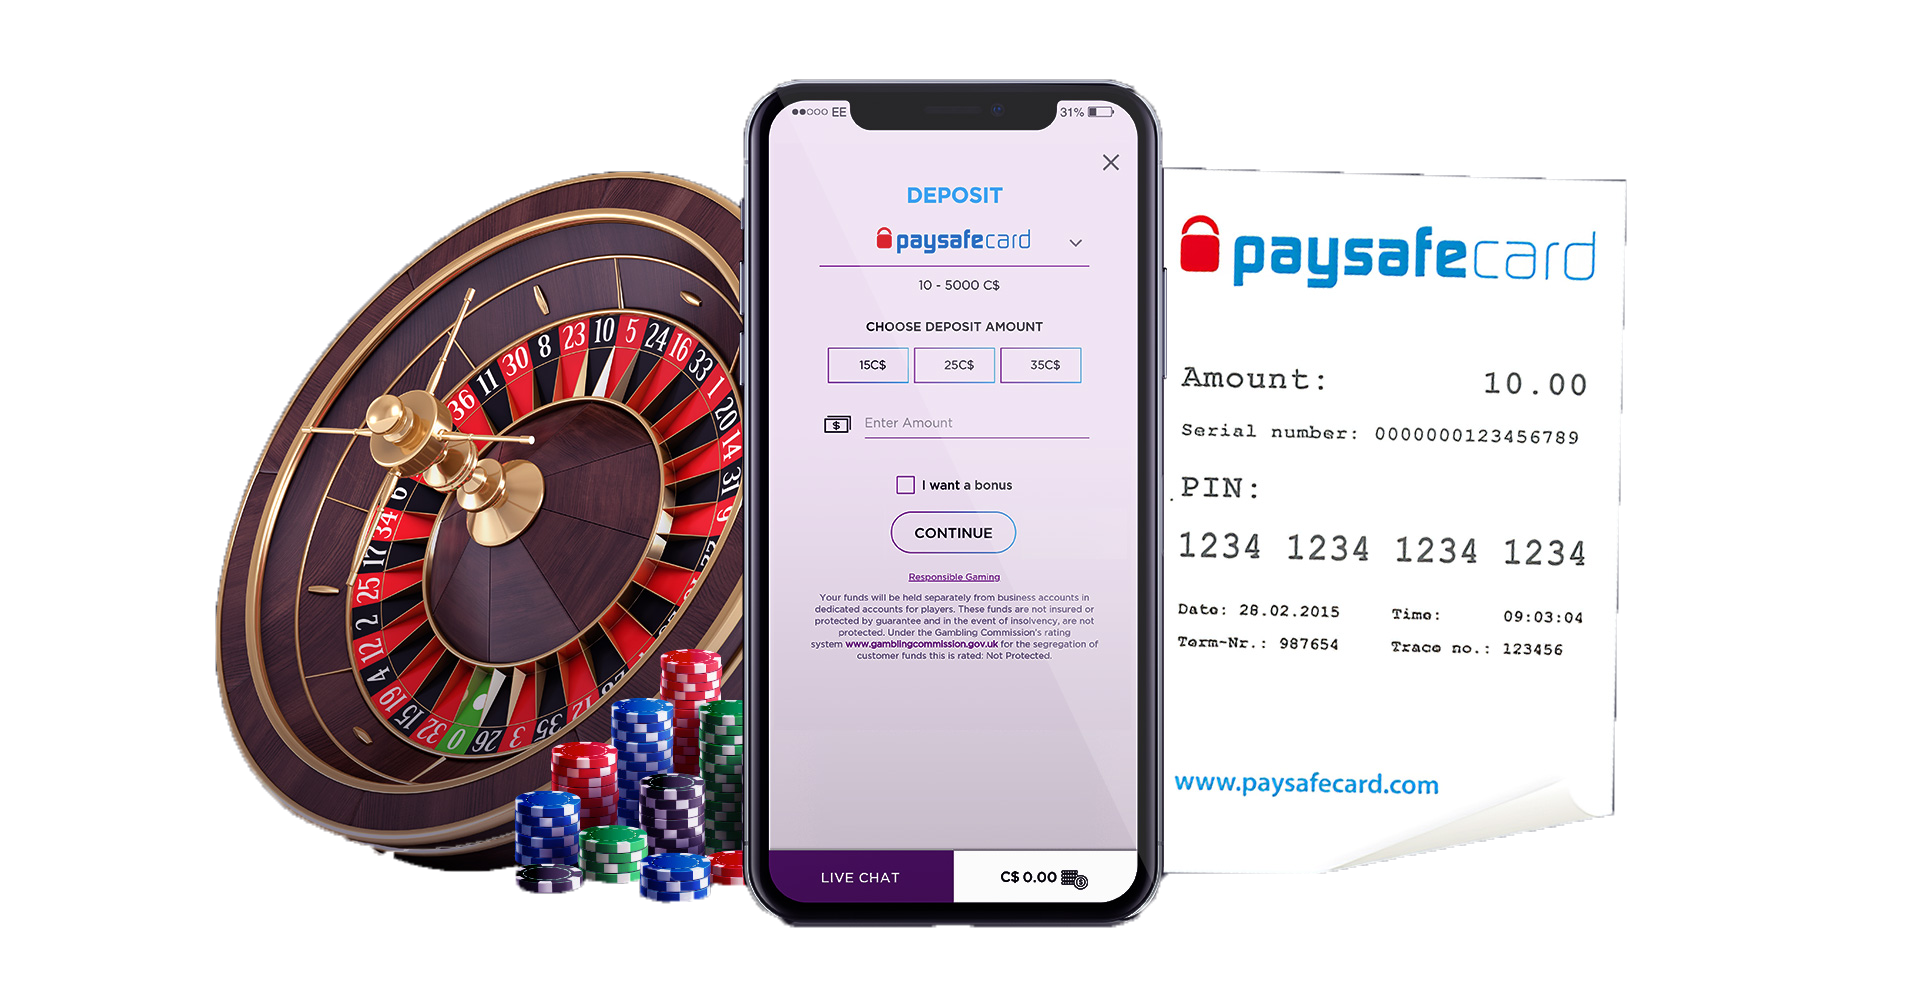 EE
31%
DEPOSIT
paysafecard
10 - 5000 C$
CHOOSE DEPOSIT AMOUNT
15C$ 25C$ 35C$
$ Enter Amount
I want a bonus
CONTINUE
Responsible Gaming
Your funds will be held separately from business accounts in
dedicated accounts for players. These funds are not insured or
protected by guarantee and in the event of insolvency, are not
protected. Under the Gambling Commission's rating
system www.gamblingcommission.gov.uk for the segregation of
customer funds this is rated: Not Protected.
LIVE CHAT
C$ 0.00
paysafecard
Amount: 10.00
Serial number: 0000000123456789
PIN:
1234 1234 1234 1234
Date: 28.02.2015 Time: 09:03:04
Term-Nr.: 987654 Trace no.: 123456
www.paysafecard.com
6 34 17 25 2 12 4 19 15 32 0 26 3 35 12
36 11 30 8 23 10 5 24 16 33 1 20 14 31 9